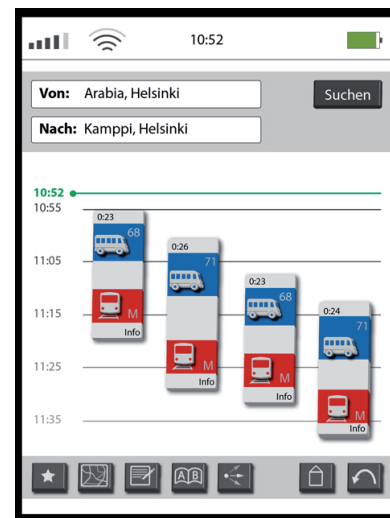 10:52
Von: Arabia, Helsinki
Suchen
Nach: Kamppi, Helsinki
10:52
10:55
0:23
68
0:26
71
11:05
0:23
68
11:15
M
0:24
71
Info
11:25
M
Info
M
Info
11:35
M
Info
A B